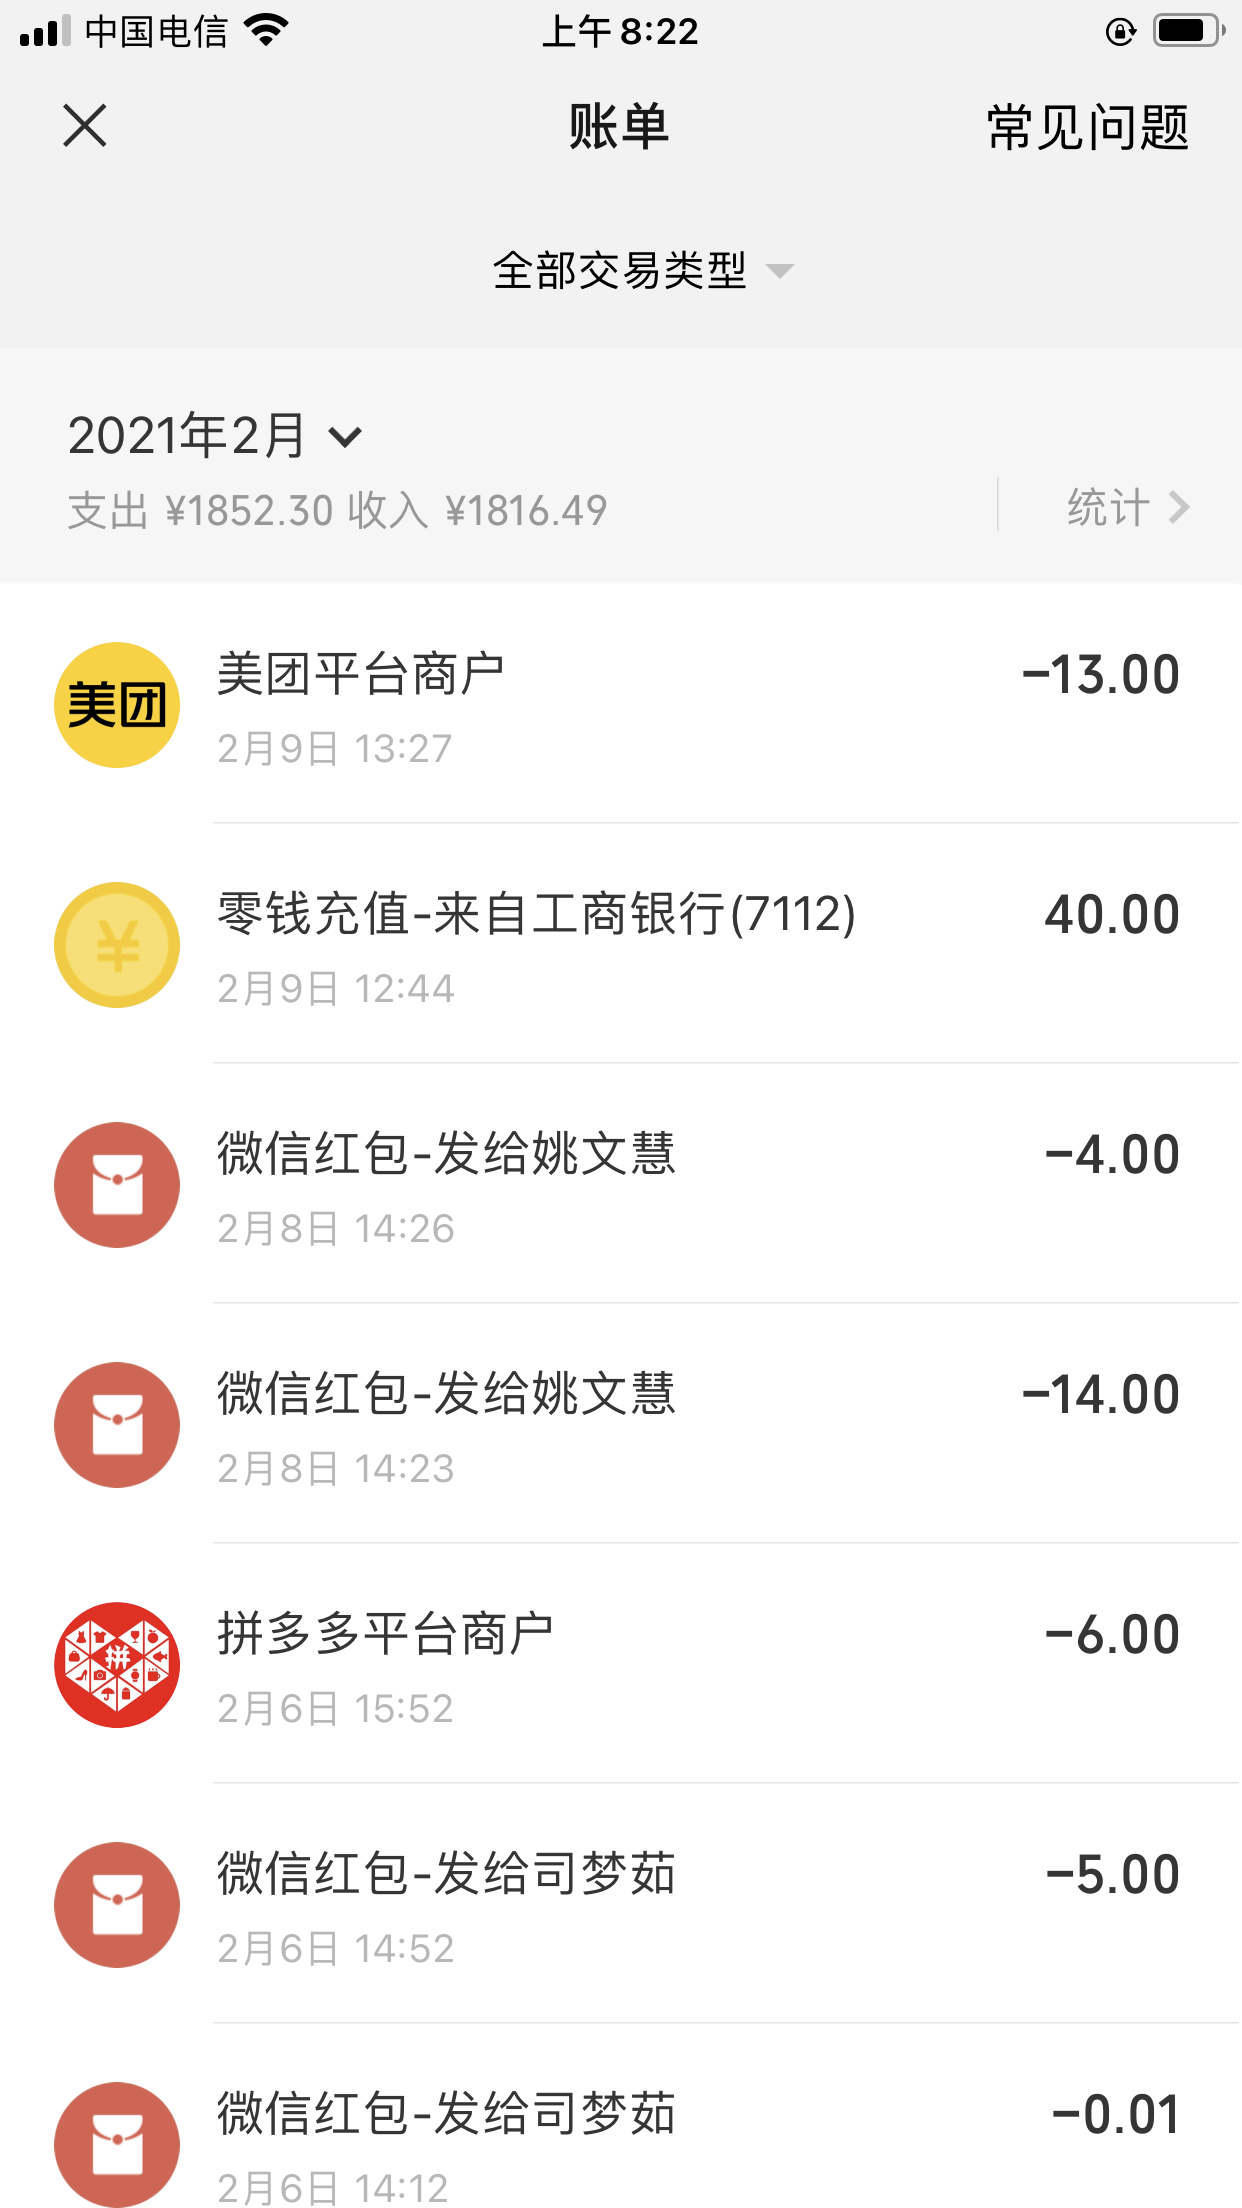 中国电信 上午 8:22
账单 常见问题
全部交易类型
2021年2月
支出 ¥1852.30 收入 ¥1816.49 统计
美团 美团平台商户 -13.00
2月9日 13:27
¥ 零钱充值-来自工商银行(7112) 40.00
2月9日 12:44
微信红包-发给姚文慧 -4.00
2月8日 14:26
微信红包-发给姚文慧 -14.00
2月8日 14:23
拼 拼多多平台商户 -6.00
2月6日 15:52
微信红包-发给司梦茹 -5.00
2月6日 14:52
微信红包-发给司梦茹 -0.01
2月6日 14:12